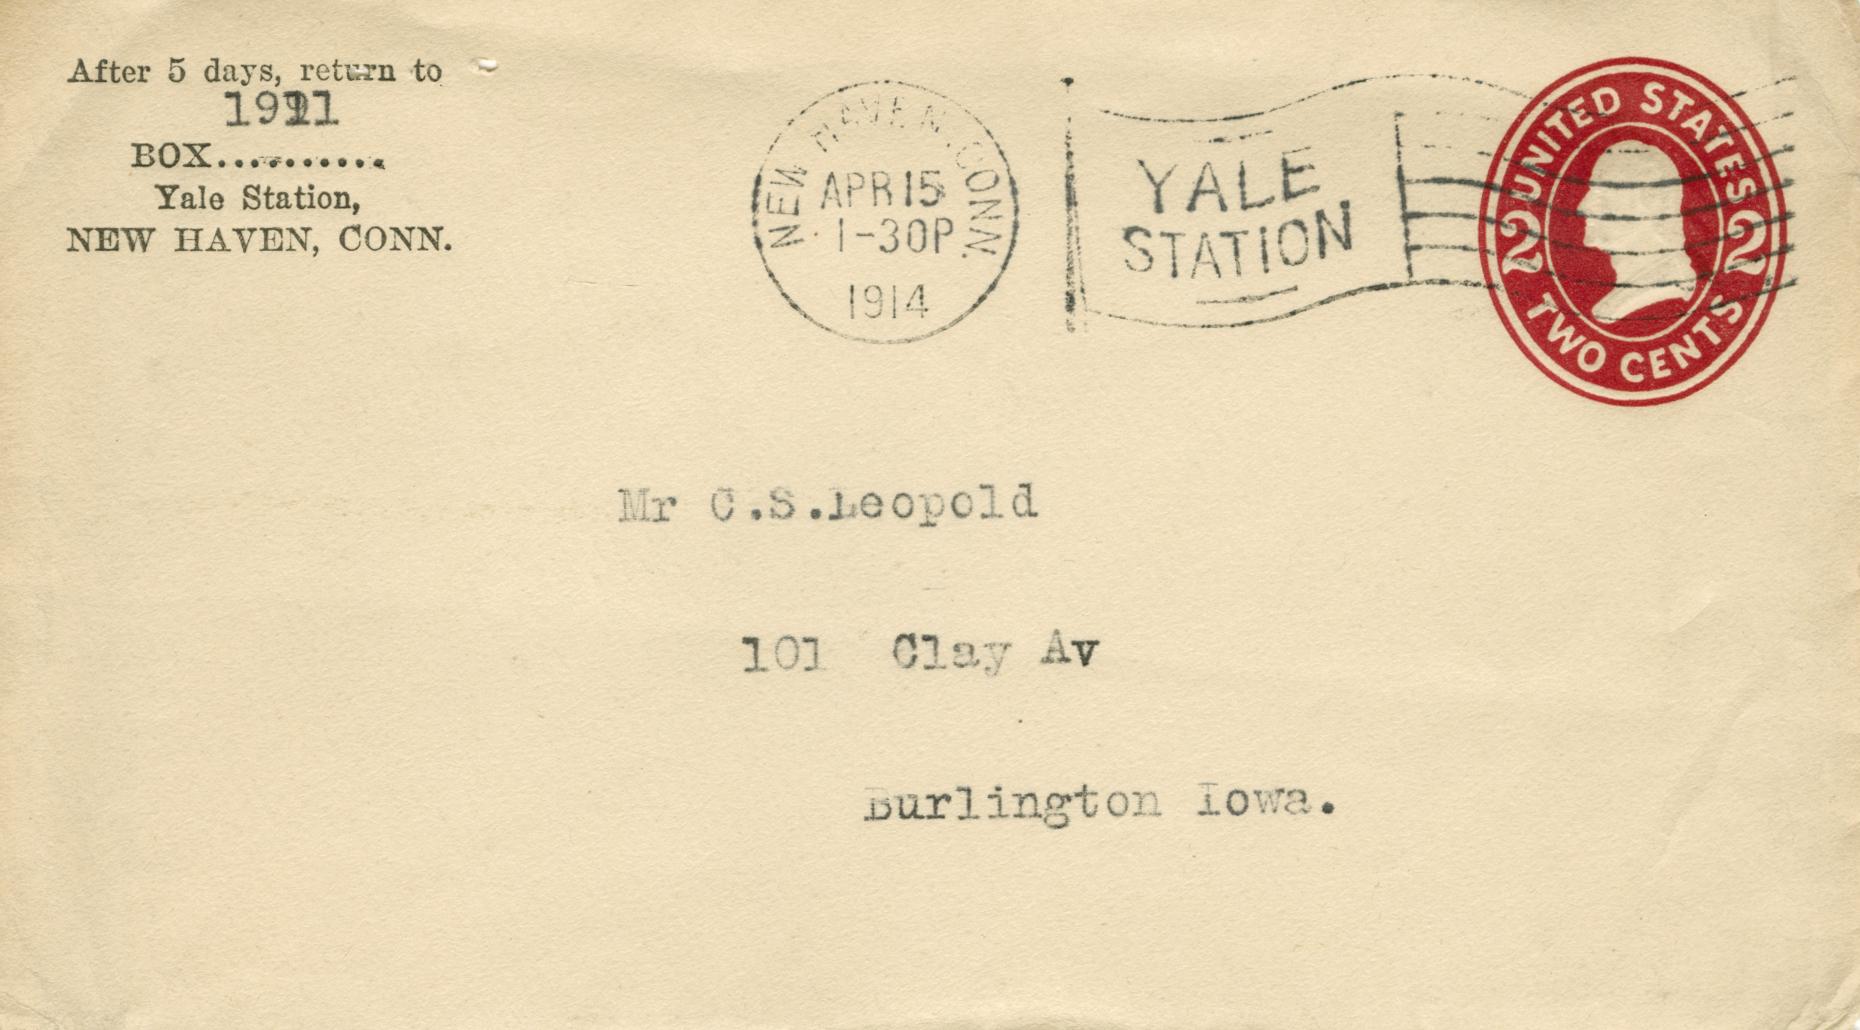 After 5 days, return to
1911
BOX..........
Yale Station,
NEW HAVEN, CONN.
NEW HAVEN, CONN.
APR 15
1-30P
1914
YALE
STATION
UNITED STATES
2 2
TWO CENTS
Mr C.S.Leopold
101 Clay Av
Burlington Iowa.